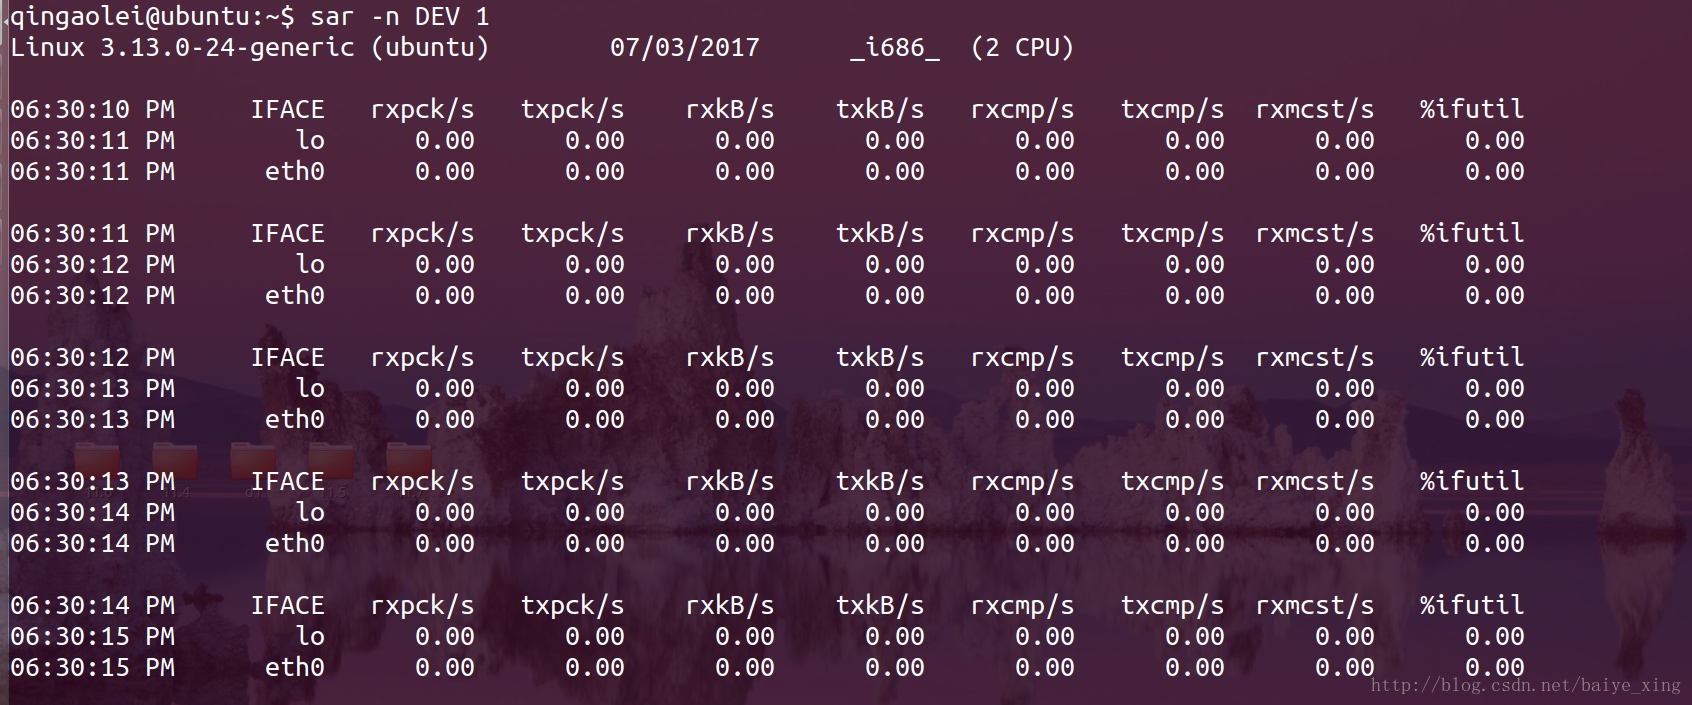 qingaolei@ubuntu:~$ sar -n DEV 1
Linux 3.13.0-24-generic (ubuntu) 07/03/2017 _i686_ (2 CPU)
06:30:10 PM IFACE rxpck/s txpck/s rxkB/s txkB/s rxcmp/s txcmp/s rxmcst/s %ifutil
06:30:11 PM lo 0.00 0.00 0.00 0.00 0.00 0.00 0.00 0.00
06:30:11 PM eth0 0.00 0.00 0.00 0.00 0.00 0.00 0.00 0.00
06:30:11 PM IFACE rxpck/s txpck/s rxkB/s txkB/s rxcmp/s txcmp/s rxmcst/s %ifutil
06:30:12 PM lo 0.00 0.00 0.00 0.00 0.00 0.00 0.00 0.00
06:30:12 PM eth0 0.00 0.00 0.00 0.00 0.00 0.00 0.00 0.00
06:30:12 PM IFACE rxpck/s txpck/s rxkB/s txkB/s rxcmp/s txcmp/s rxmcst/s %ifutil
06:30:13 PM lo 0.00 0.00 0.00 0.00 0.00 0.00 0.00 0.00
06:30:13 PM eth0 0.00 0.00 0.00 0.00 0.00 0.00 0.00 0.00
06:30:13 PM IFACE rxpck/s txpck/s rxkB/s txkB/s rxcmp/s txcmp/s rxmcst/s %ifutil
06:30:14 PM lo 0.00 0.00 0.00 0.00 0.00 0.00 0.00 0.00
06:30:14 PM eth0 0.00 0.00 0.00 0.00 0.00 0.00 0.00 0.00
06:30:14 PM IFACE rxpck/s txpck/s rxkB/s txkB/s rxcmp/s txcmp/s rxmcst/s %ifutil
06:30:15 PM lo 0.00 0.00 0.00 0.00 0.00 0.00 0.00 0.00
06:30:15 PM eth0 0.00 0.00 0.00 0.00 0.00 0.00 0.00 0.00
http://blog.csdn.net/baiye_xing